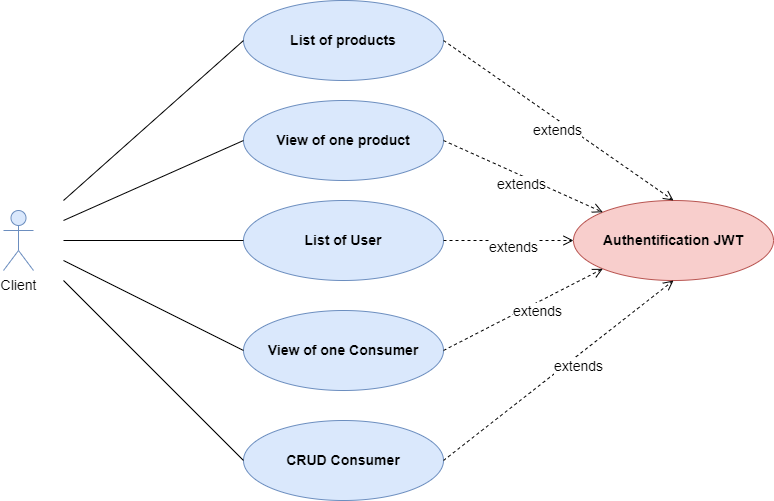 List of products
extends
View of one product
extends
List of User
extends
Authentification JWT
Client
View of one Consumer
extends
CRUD Consumer
extends